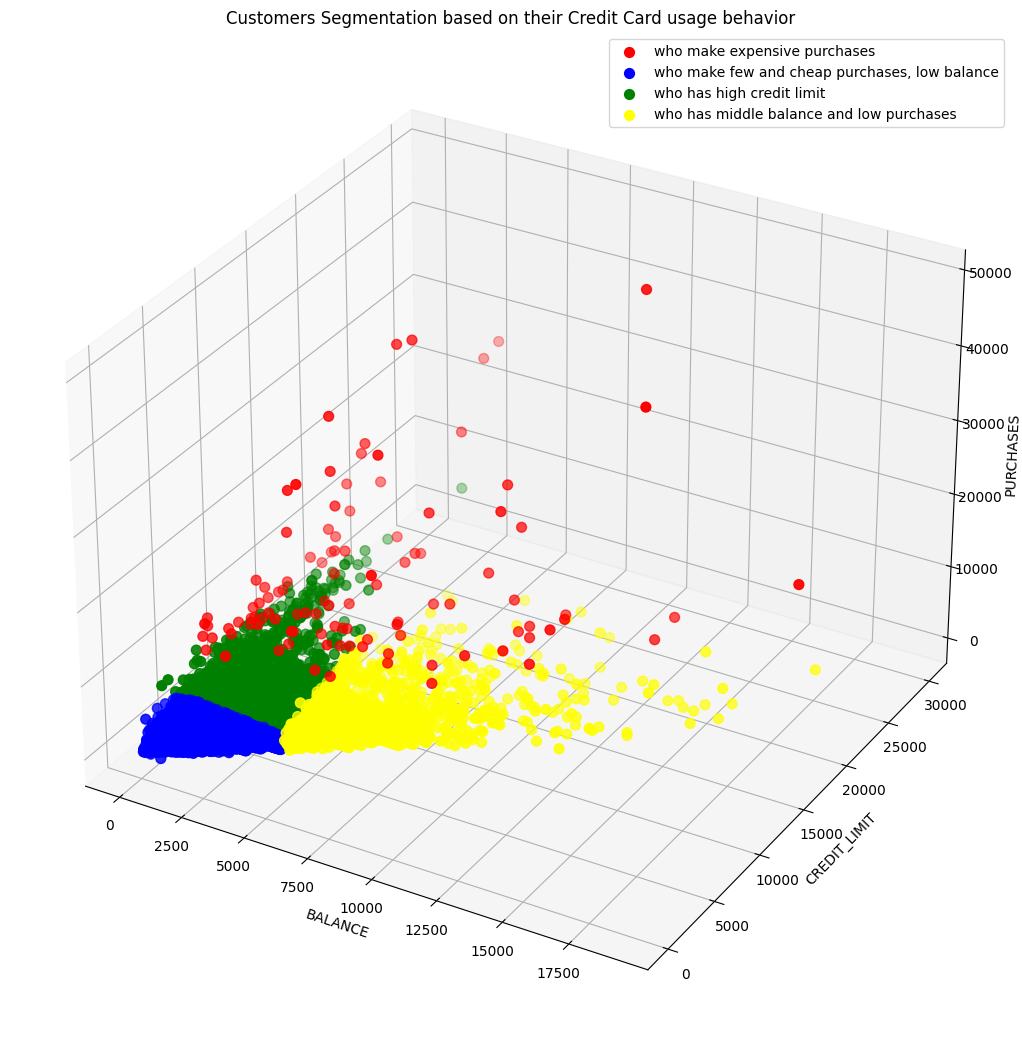 Customers Segmentation based on their Credit Card usage behavior
who make expensive purchases
who make few and cheap purchases, low balance
who has high credit limit
who has middle balance and low purchases
50000
40000
30000
20000
10000
0
PURCHASES
30000
25000
20000
15000
10000
5000
0
CREDIT_LIMIT
0
2500
5000
7500
10000
12500
15000
17500
BALANCE